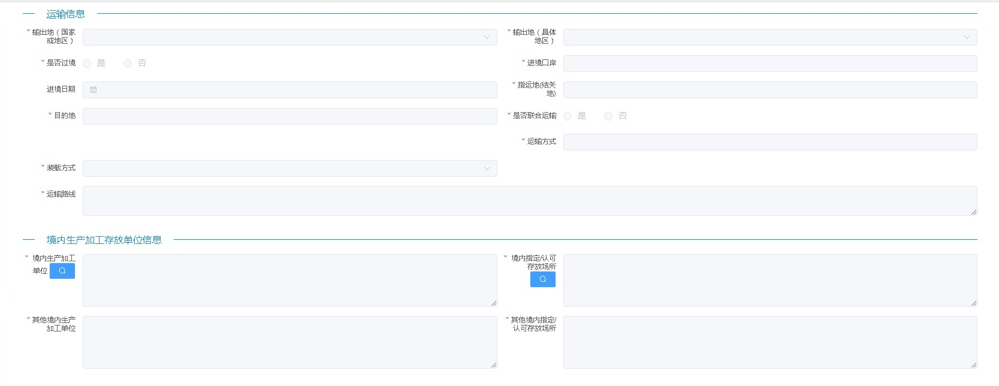 运输信息
* 输出地（国家
或地区）
* 输出地（具体
地区）
* 是否过境 是 否
* 进境口岸
进境日期
* 指运地(结关
地)
* 目的地
* 是否联合运输 是 否
* 运输方式
* 装载方式
* 运输路线
境内生产加工存放单位信息
* 境内生产加工
单位
* 境内指定/认可
存放场所
* 其他境内生产
加工单位
* 其他境内指定/
认可存放场所